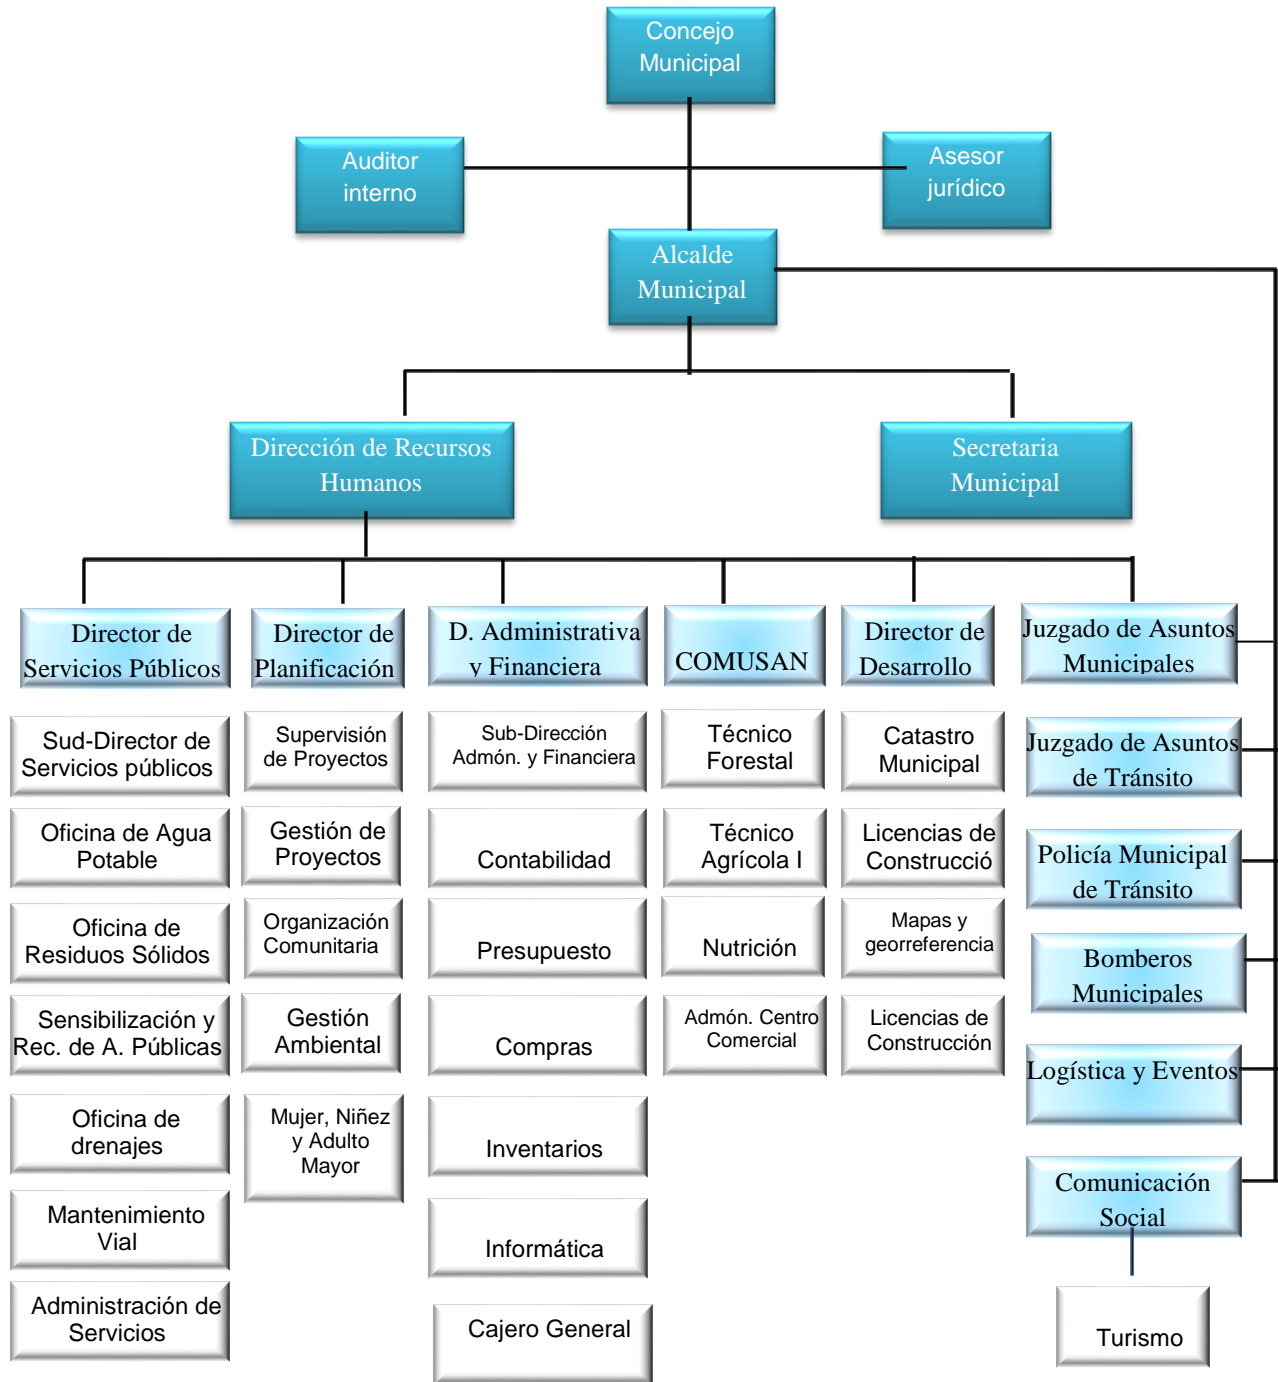 Concejo
Municipal
Auditor
interno
Asesor
jurídico
Alcalde
Municipal
Dirección de Recursos
Humanos
Secretaria
Municipal
Director de
Servicios Públicos
Director de
Planificación
D. Administrativa
y Financiera
COMUSAN
Director de
Desarrollo
Juzgado de Asuntos
Municipales
Sud-Director de
Servicios públicos
Supervisión
de Proyectos
Sub-Dirección
Admón. y Financiera
Técnico
Forestal
Catastro
Municipal
Juzgado de Asuntos
de Tránsito
Oficina de Agua
Potable
Gestión de
Proyectos
Contabilidad
Técnico
Agrícola I
Licencias de
Construcció
Policía Municipal
de Tránsito
Oficina de
Residuos Sólidos
Organización
Comunitaria
Presupuesto
Nutrición
Mapas y
georreferencia
Bomberos
Municipales
Sensibilización y
Rec. de A. Públicas
Gestión
Ambiental
Compras
Admón. Centro
Comercial
Licencias de
Construcción
Logística y Eventos
Oficina de
drenajes
Mujer, Niñez
y Adulto
Mayor
Inventarios
Comunicación
Social
Mantenimiento
Vial
Informática
Administración de
Servicios
Cajero General
Turismo